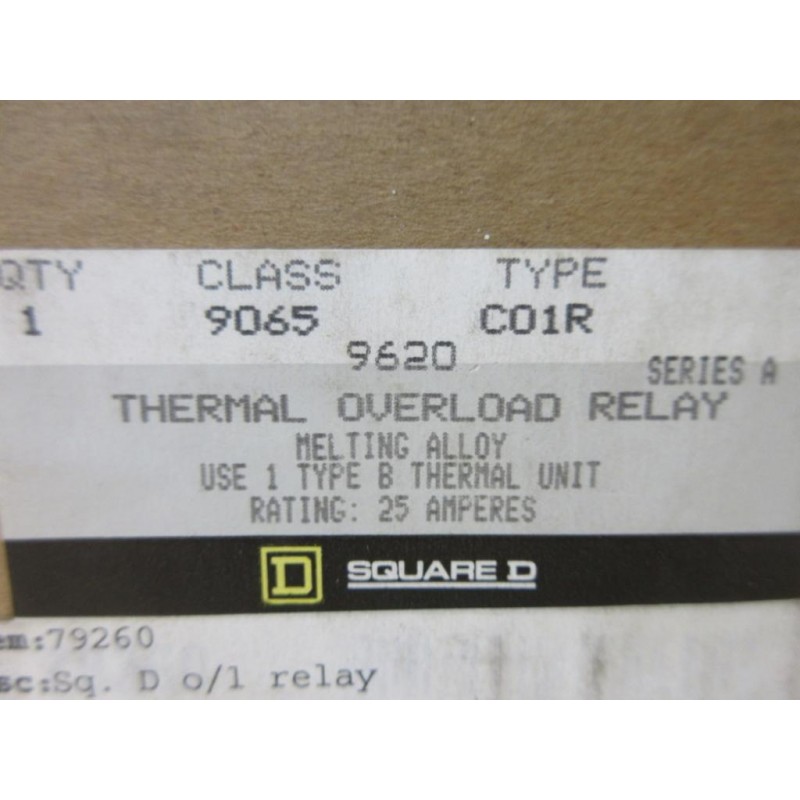 QTY CLASS TYPE
1 9065 CO1R
9620
SERIES A
THERMAL OVERLOAD RELAY
MELTING ALLOY
USE 1 TYPE B THERMAL UNIT
RATING: 25 AMPERES
D SQUARE D
em:79260
sc:Sq. D o/l relay